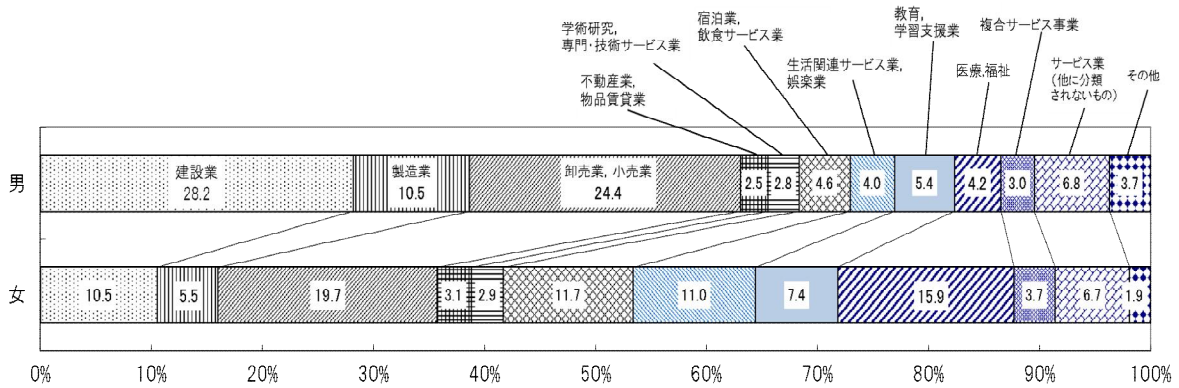 学術研究,
専門・技術サービス業
宿泊業,
飲食サービス業
教育,
学習支援業
複合サービス事業
不動産業,
物品賃貸業
生活関連サービス業,
娯楽業
医療,福祉
サービス業
(他に分類
されないもの)
その他
男
建設業
28.2
製造業
10.5
卸売業, 小売業
24.4
2.5
2.8
4.6
4.0
5.4
4.2
3.0
6.8
3.7
女
10.5
5.5
19.7
3.1
2.9
11.7
11.0
7.4
15.9
3.7
6.7
1.9
0%
10%
20%
30%
40%
50%
60%
70%
80%
90%
100%